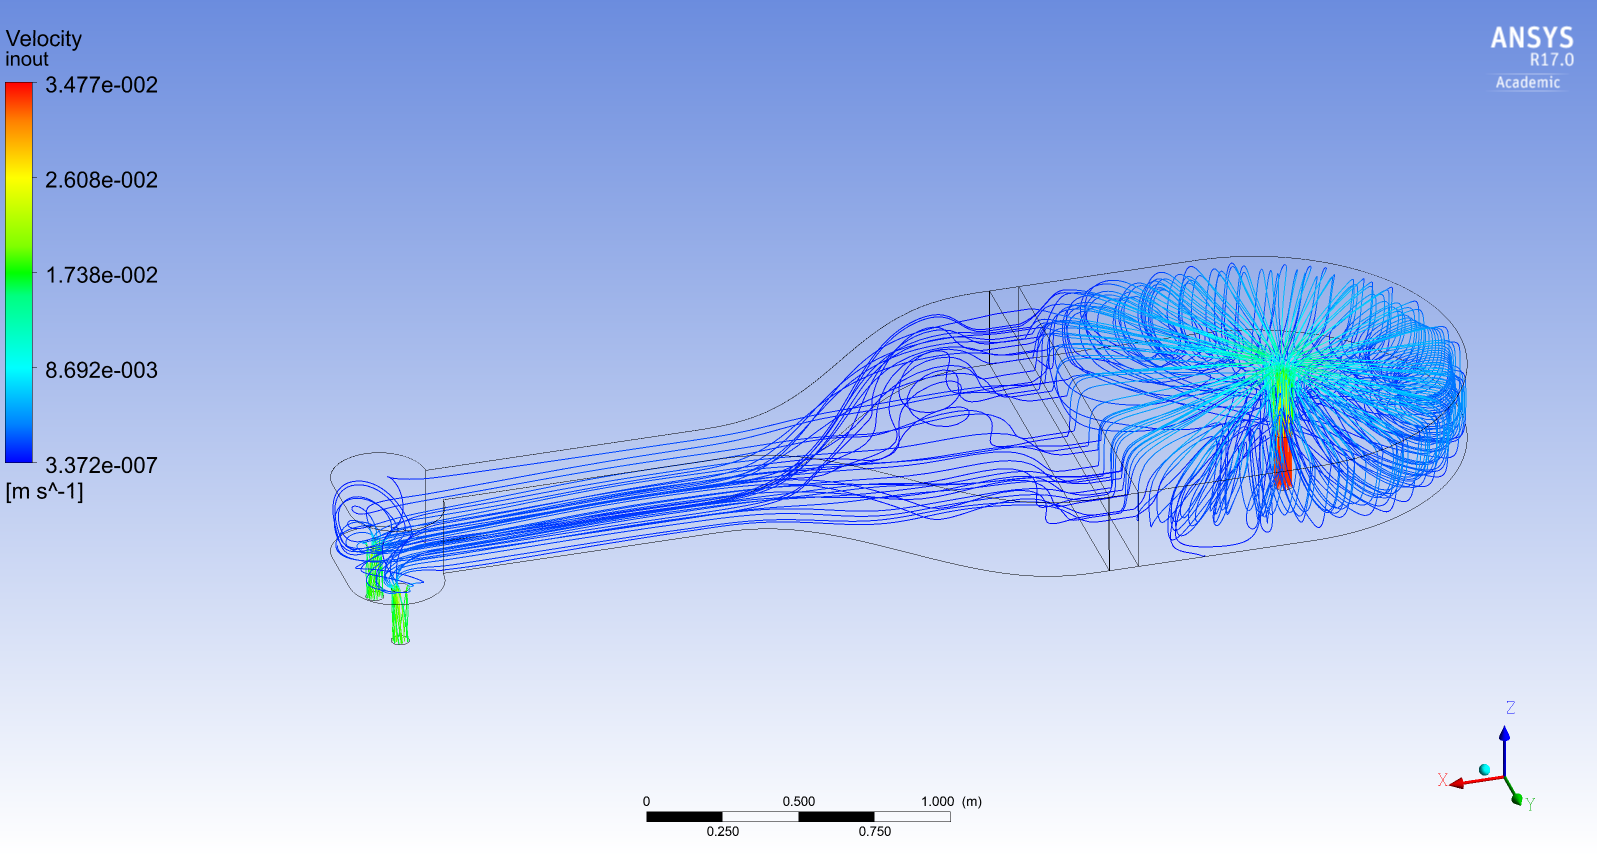 Velocity
inout
3.477e-002
2.608e-002
1.738e-002
8.692e-003
3.372e-007
[m s^-1]
ANSYS
R17.0
Academic
0 0.500 1.000 (m)
0.250 0.750
Z
X
Y